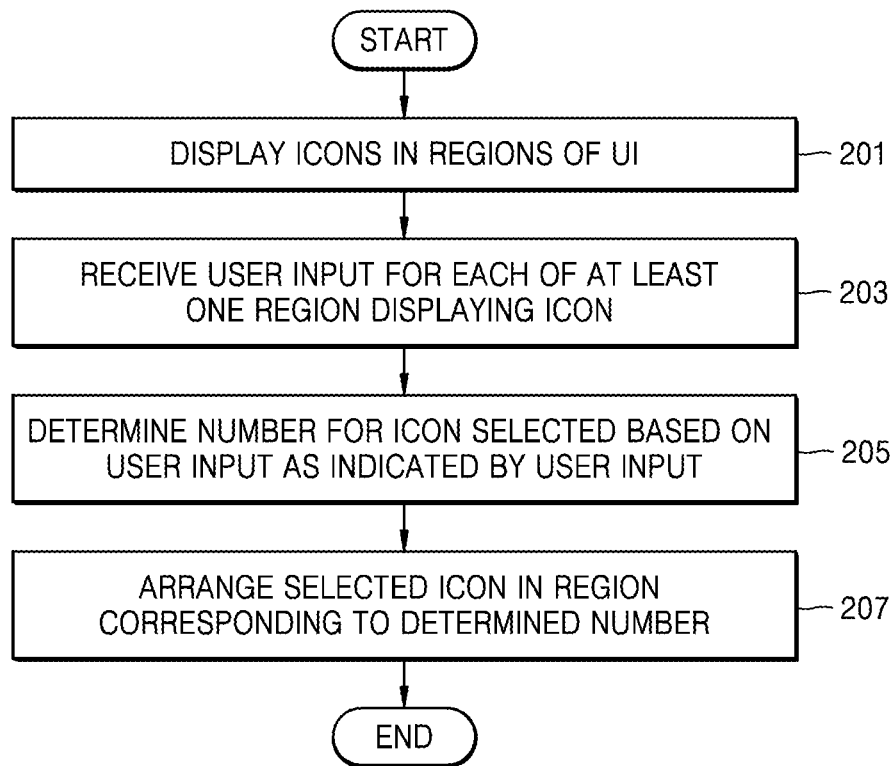 START
DISPLAY ICONS IN REGIONS OF UI
201
RECEIVE USER INPUT FOR EACH OF AT LEAST
ONE REGION DISPLAYING ICON
203
DETERMINE NUMBER FOR ICON SELECTED BASED ON
USER INPUT AS INDICATED BY USER INPUT
205
ARRANGE SELECTED ICON IN REGION
CORRESPONDING TO DETERMINED NUMBER
207
END